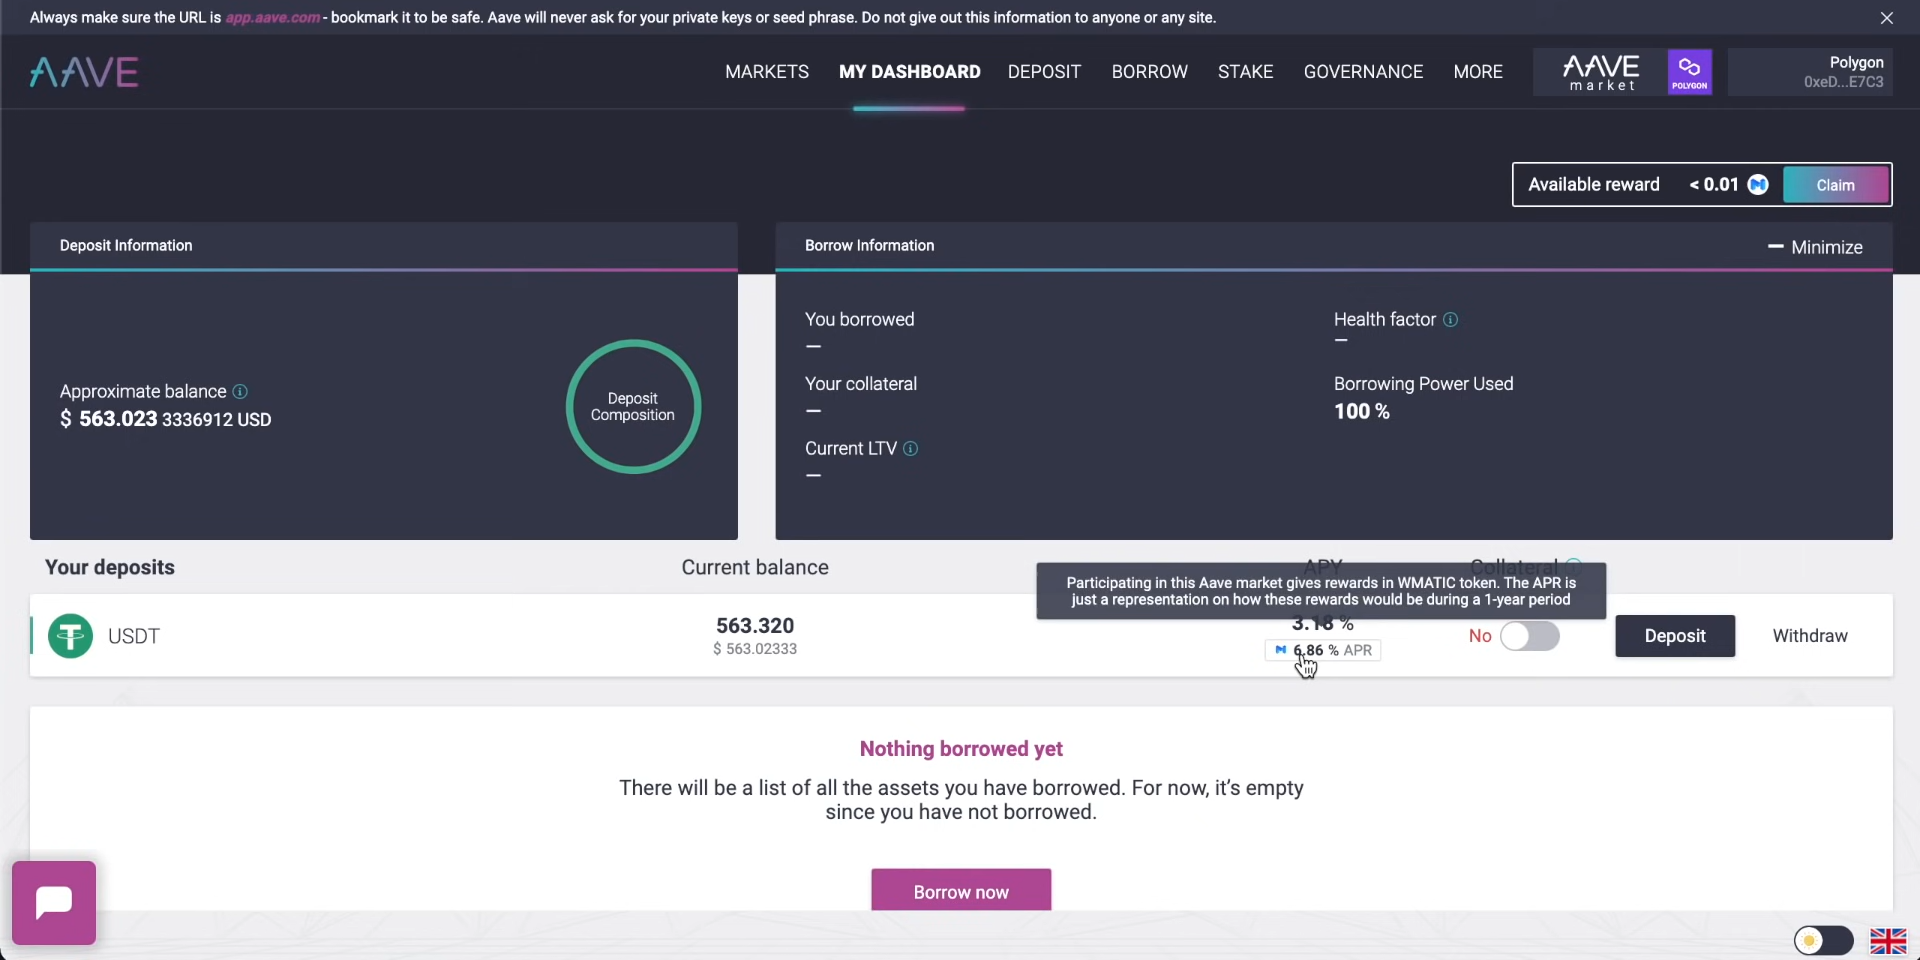 Always make sure the URL is app.aave.com - bookmark it to be safe. Aave will never ask for your private keys or seed phrase. Do not give out this information to anyone or any site.
AAVE
MARKETS
MY DASHBOARD
DEPOSIT
BORROW
STAKE
GOVERNANCE
MORE
AAVE
market
POLYGON
Polygon
0xeD...E7C3
Available reward < 0.01
Claim
Deposit Information
Approximate balance
$ 563.023 3336912 USD
Deposit
Composition
Borrow Information
Minimize
You borrowed
—
Your collateral
—
Current LTV
—
Health factor
—
Borrowing Power Used
100 %
Your deposits
Current balance
APY
Collateral
Participating in this Aave market gives rewards in WMATIC token. The APR is
just a representation on how these rewards would be during a 1-year period
USDT
563.320
$ 563.02333
3.18 %
6.86 % APR
No
Deposit
Withdraw
Nothing borrowed yet
There will be a list of all the assets you have borrowed. For now, it’s empty
since you have not borrowed.
Borrow now